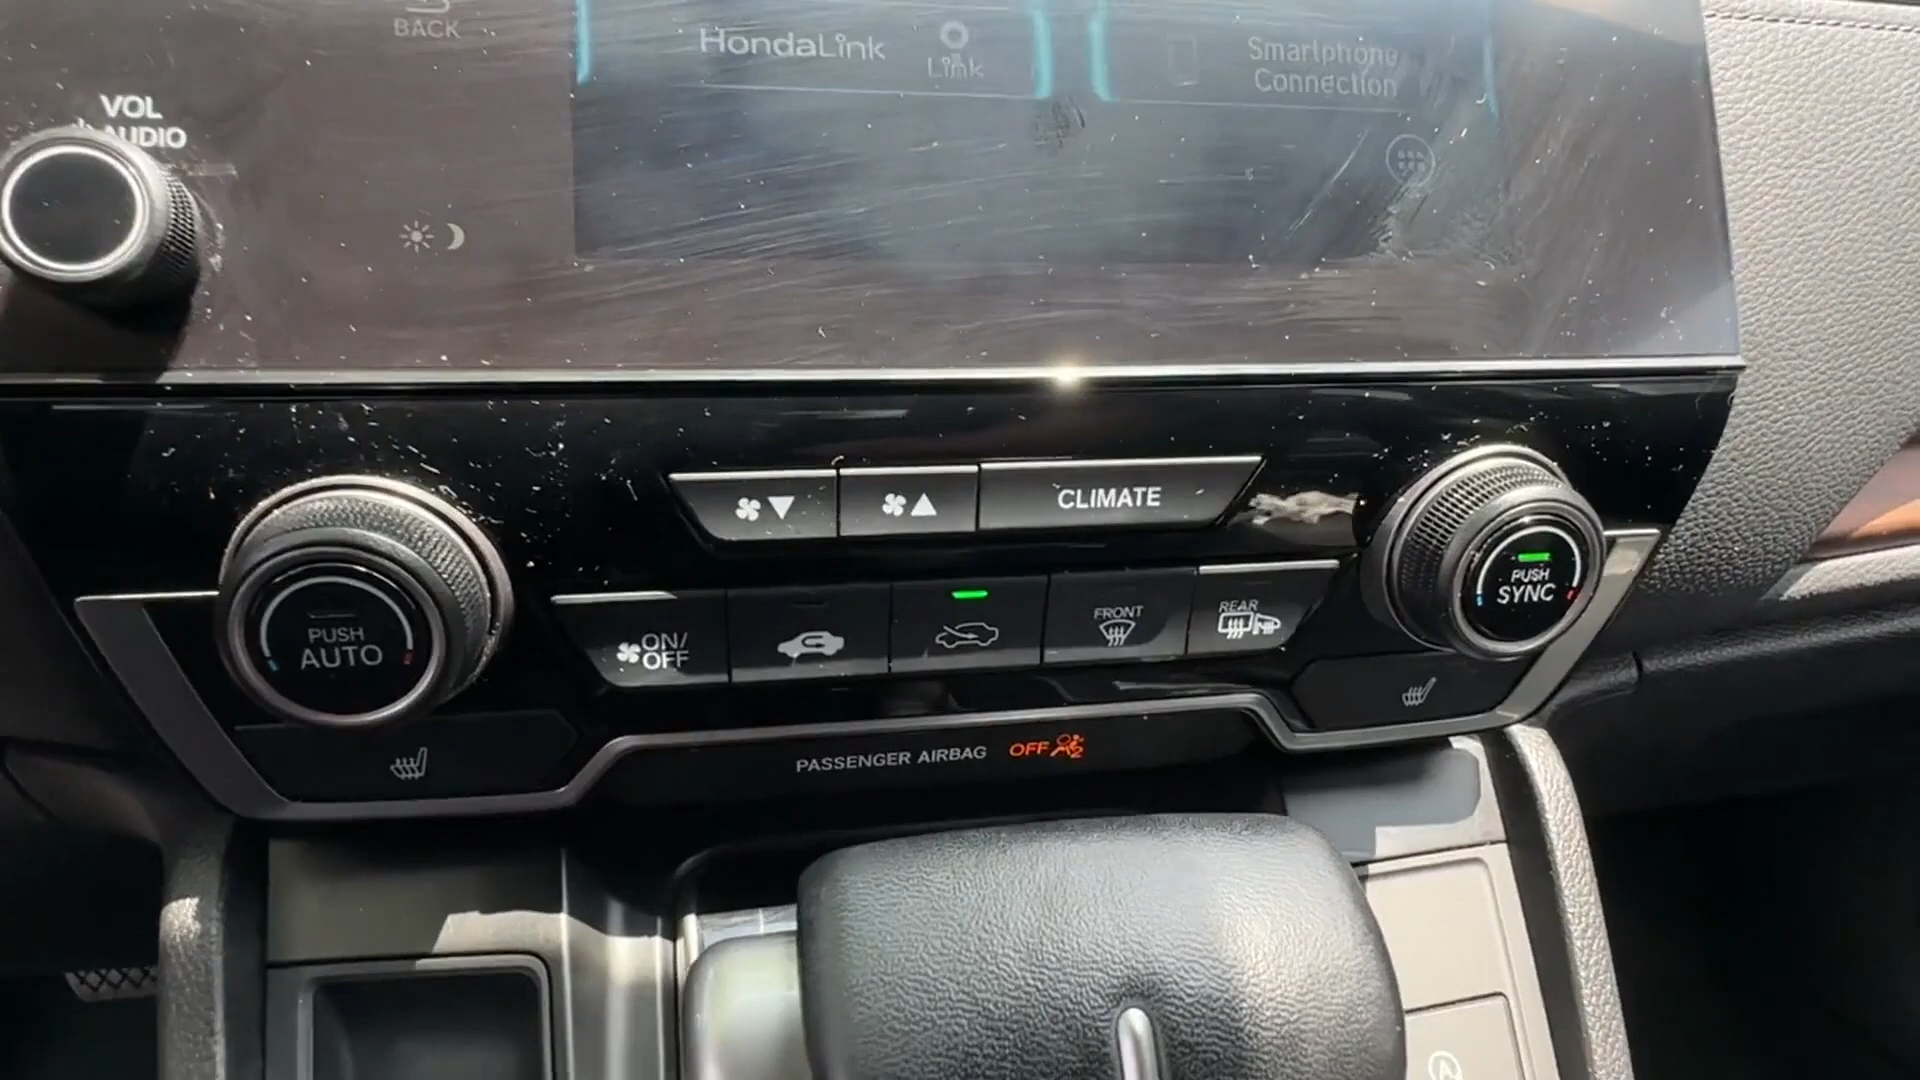 BACK
HondaLink
Link
Smartphone
Connection
VOL
AUDIO
CLIMATE
PUSH
SYNC
PUSH
AUTO
ON/
OFF
FRONT
REAR
PASSENGER AIRBAG OFF
2
A